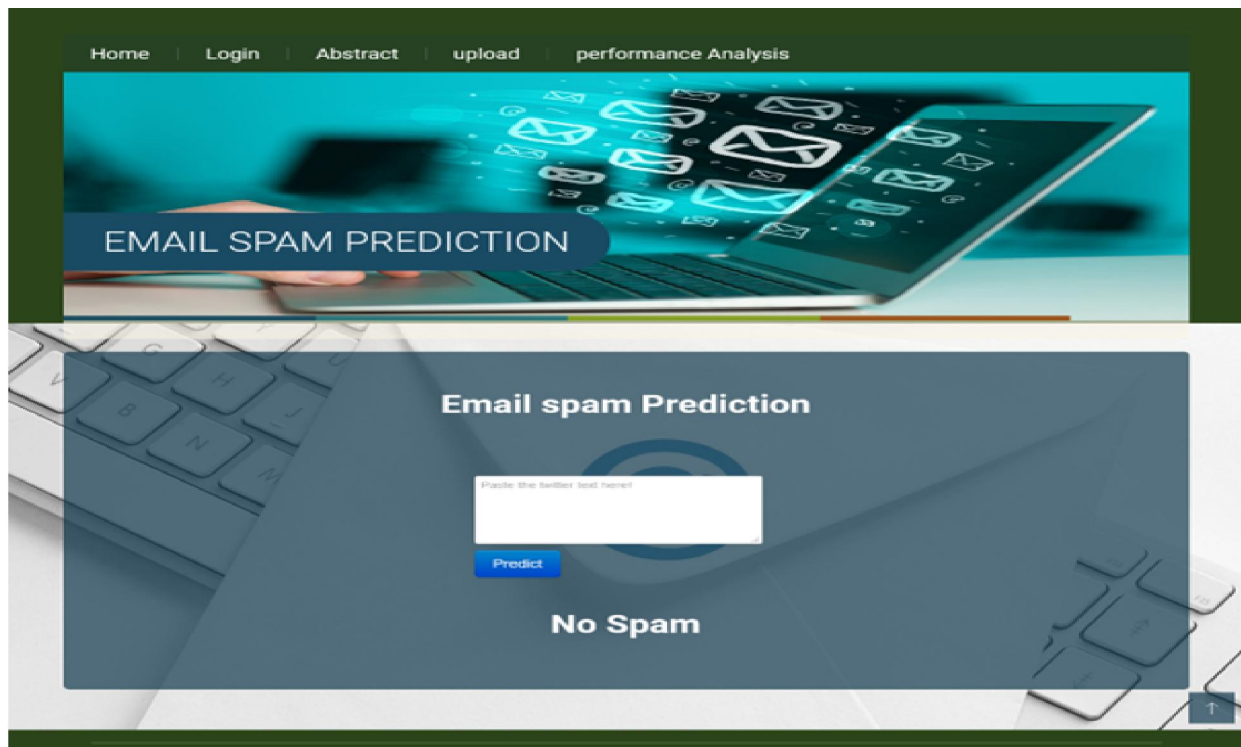 Home Login Abstract upload performance Analysis
EMAIL SPAM PREDICTION
Email spam Prediction
Paste the twitter text here!
Predict
No Spam